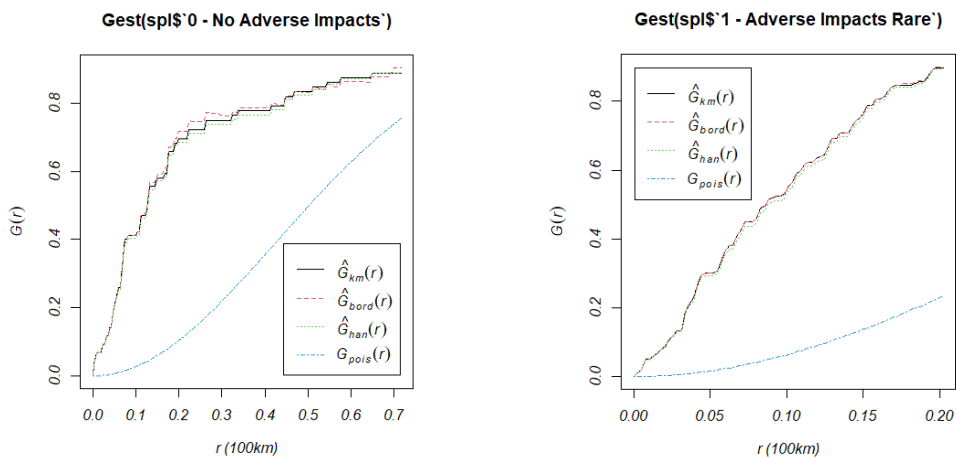 Gest(spl$`0 - No Adverse Impacts`)
G(r)
0.0 0.2 0.4 0.6 0.8
Ĝkm(r)
Ĝbord(r)
Ĝhan(r)
Gpois(r)
0.0 0.1 0.2 0.3 0.4 0.5 0.6 0.7
r (100km)
Gest(spl$`1 - Adverse Impacts Rare`)
G(r)
0.0 0.2 0.4 0.6 0.8
Ĝkm(r)
Ĝbord(r)
Ĝhan(r)
Gpois(r)
0.00 0.05 0.10 0.15 0.20
r (100km)